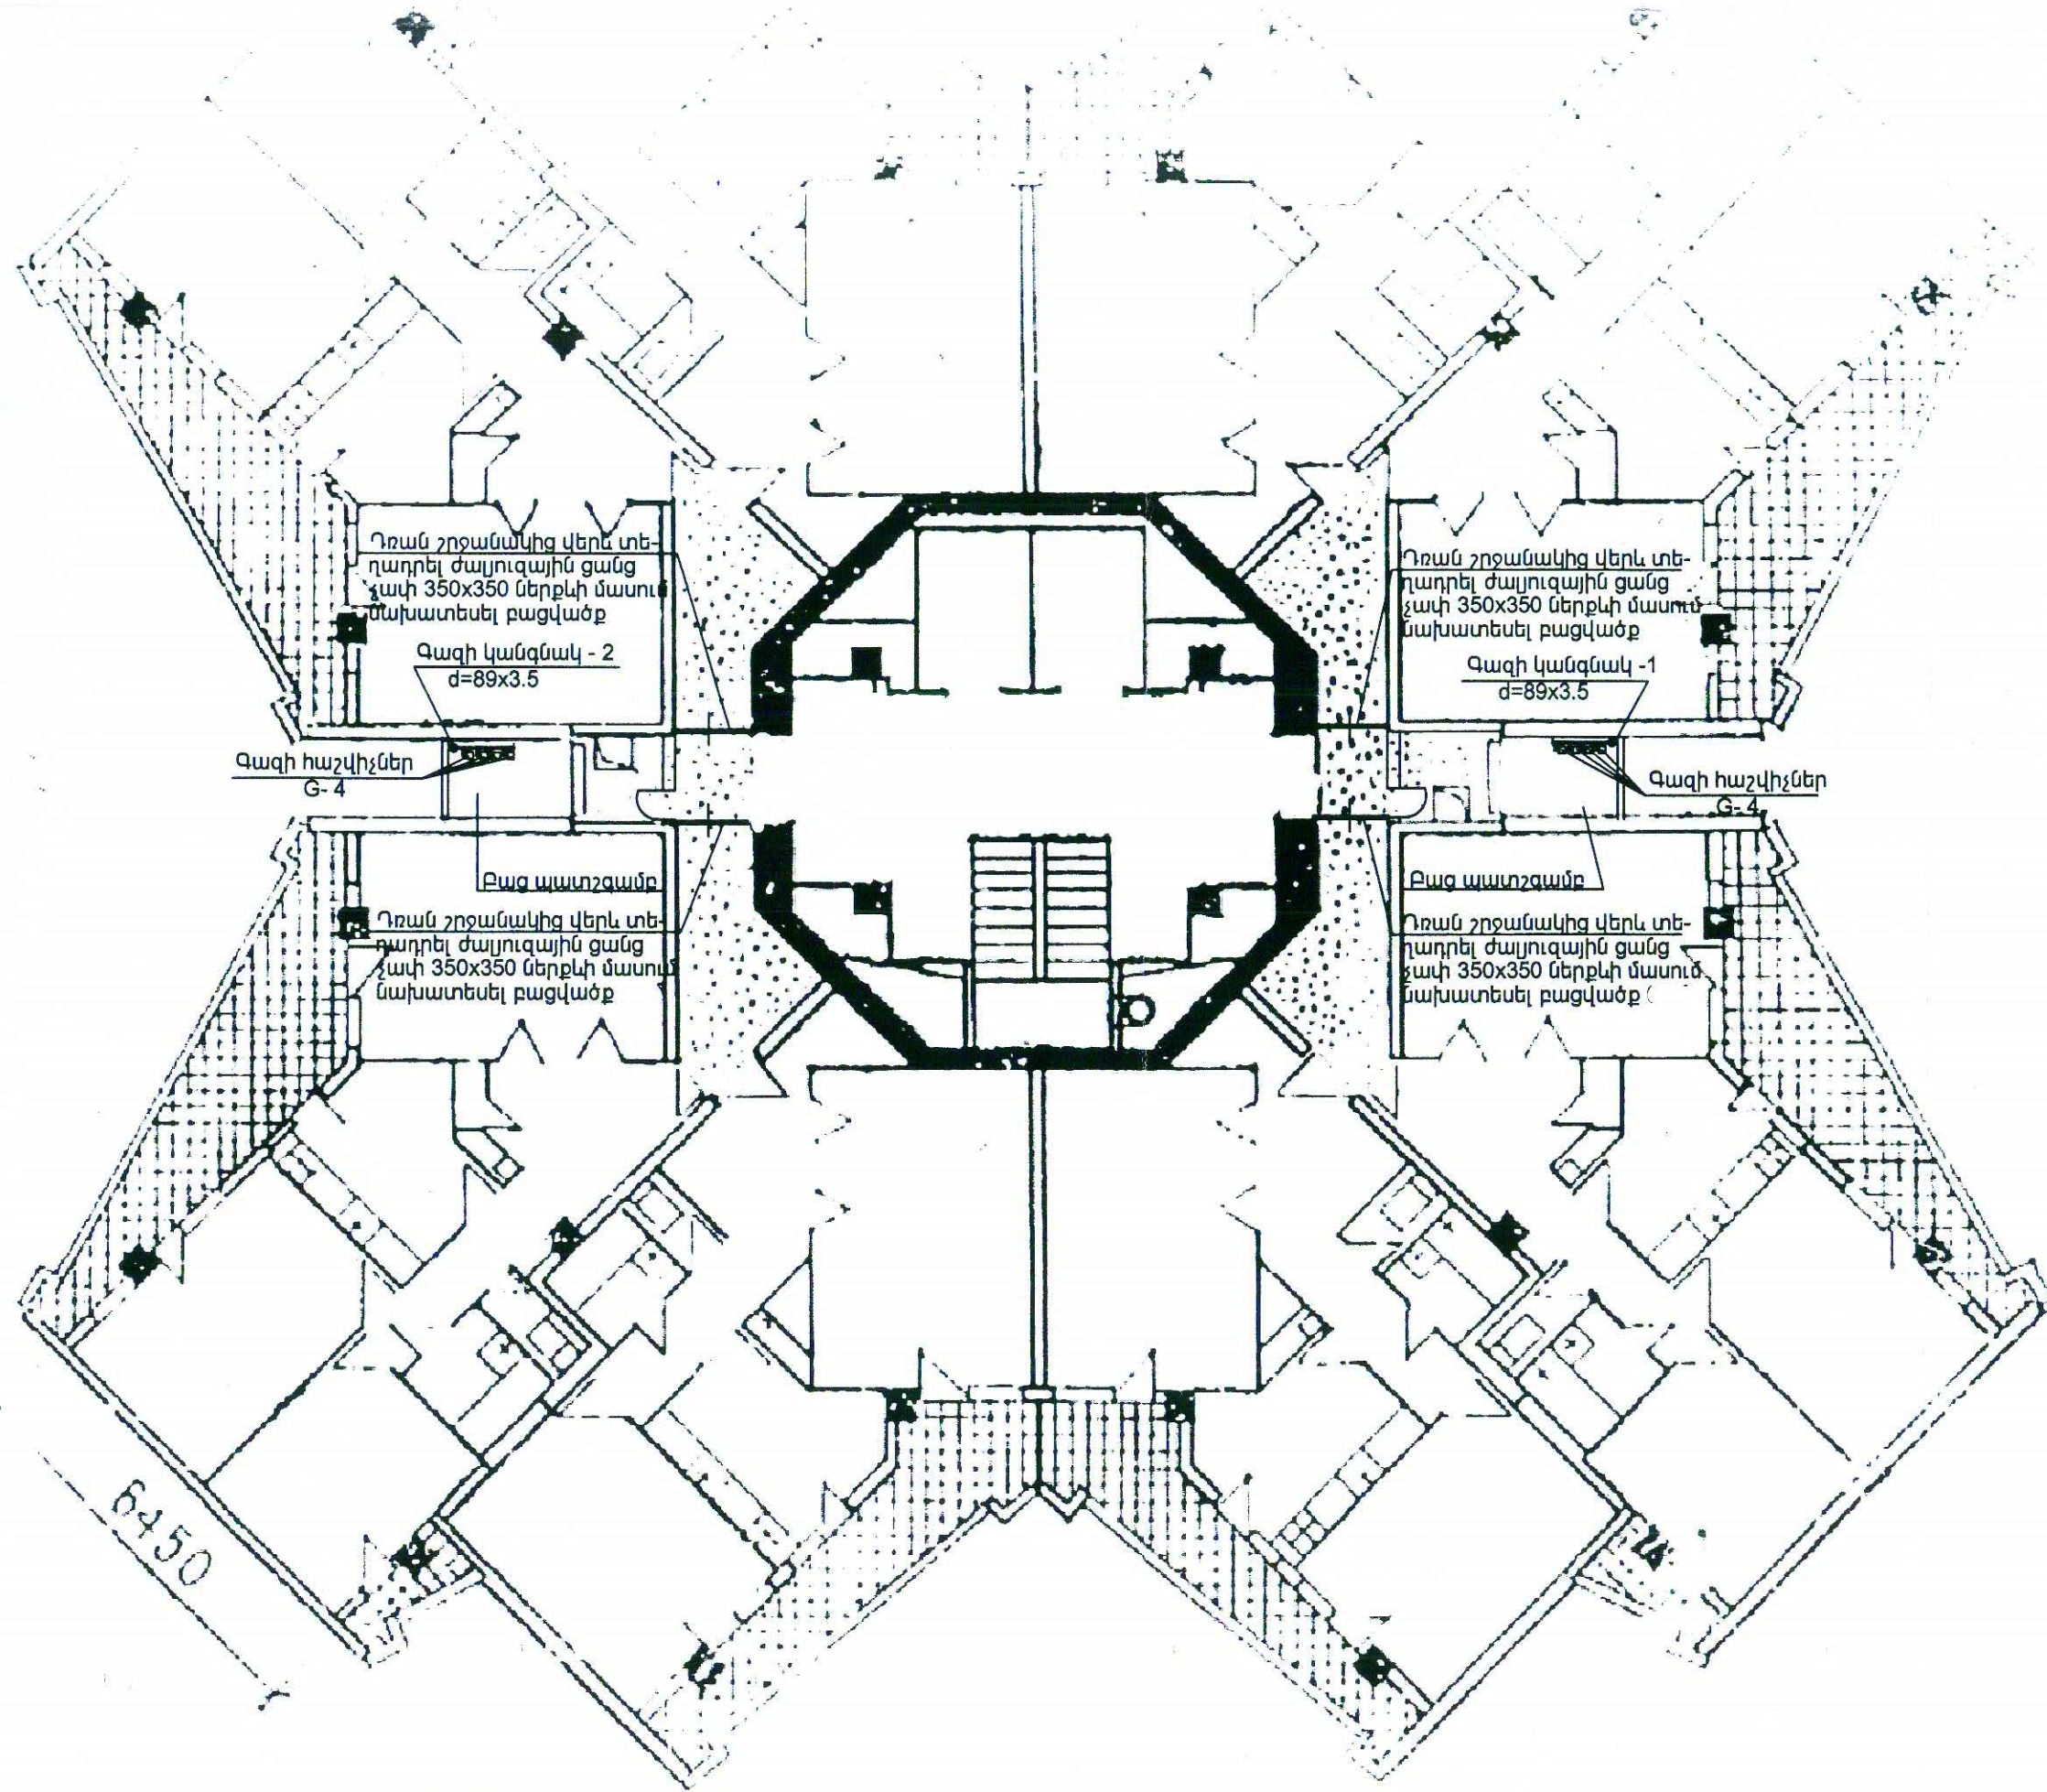 Դռան շրջանակից վերև տե-
ղադրել ժալյուզային ցանց
չափ 350x350 ներքևի մասում
նախատեսել բացվածք
Գազի կանգնակ - 2
d=89x3.5
Գազի հաշվիչներ
G- 4
Բաց պատշգամբ
Դռան շրջանակից վերև տե-
ղադրել ժալյուզային ցանց
չափ 350x350 ներքևի մասում
նախատեսել բացվածք
Դռան շրջանակից վերև տե-
ղադրել ժալյուզային ցանց
չափ 350x350 ներքևի մասում
նախատեսել բացվածք
Գազի կանգնակ -1
d=89x3.5
Գազի հաշվիչներ
G- 4
Բաց պատշգամբ
Դռան շրջանակից վերև տե-
ղադրել ժալյուզային ցանց
չափ 350x350 ներքևի մասում
նախատեսել բացվածք
6450